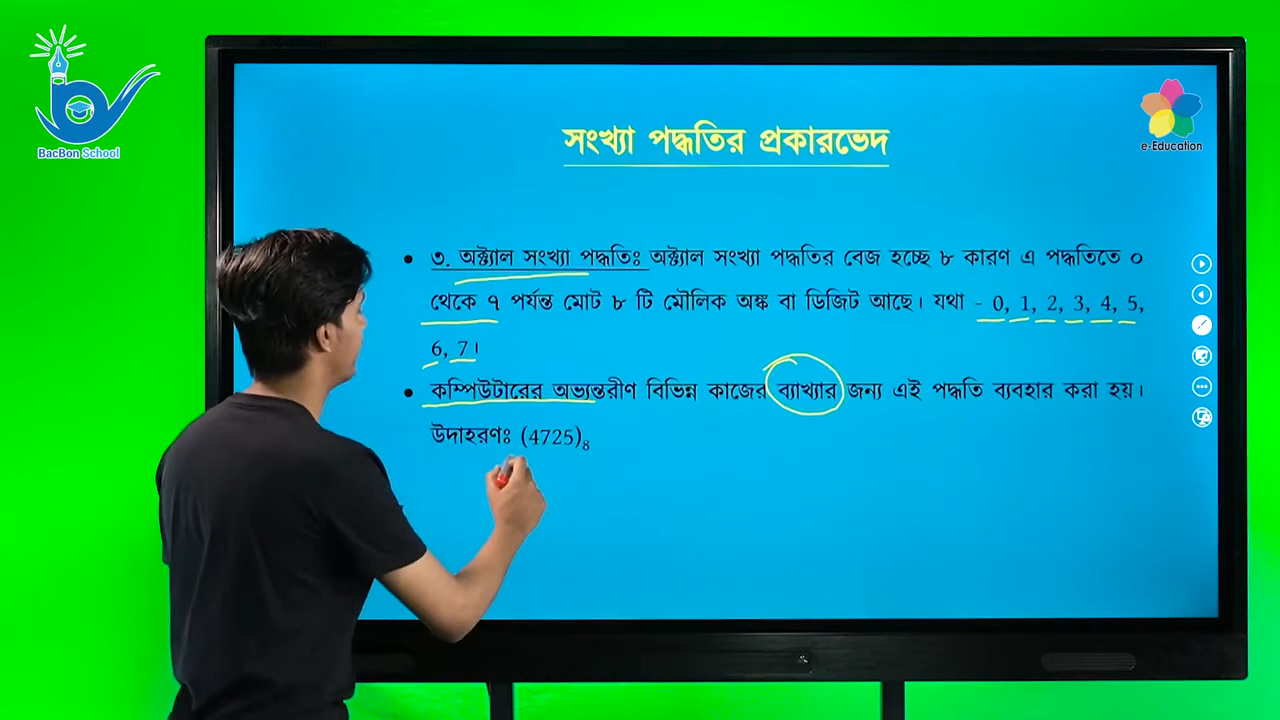 BacBon School
e-Education
সংখ্যা পদ্ধতির প্রকারভেদ
• ৩. অক্ট্যাল সংখ্যা পদ্ধতিঃ অক্ট্যাল সংখ্যা পদ্ধতির বেজ হচ্ছে ৮ কারণ এ পদ্ধতিতে ০
থেকে ৭ পর্যন্ত মোট ৮ টি মৌলিক অঙ্ক বা ডিজিট আছে। যথা - 0, 1, 2, 3, 4, 5,
6, 7।
• কম্পিউটারের অভ্যন্তরীণ বিভিন্ন কাজের ব্যাখ্যার জন্য এই পদ্ধতি ব্যবহার করা হয়।
উদাহরণঃ (4725)₈